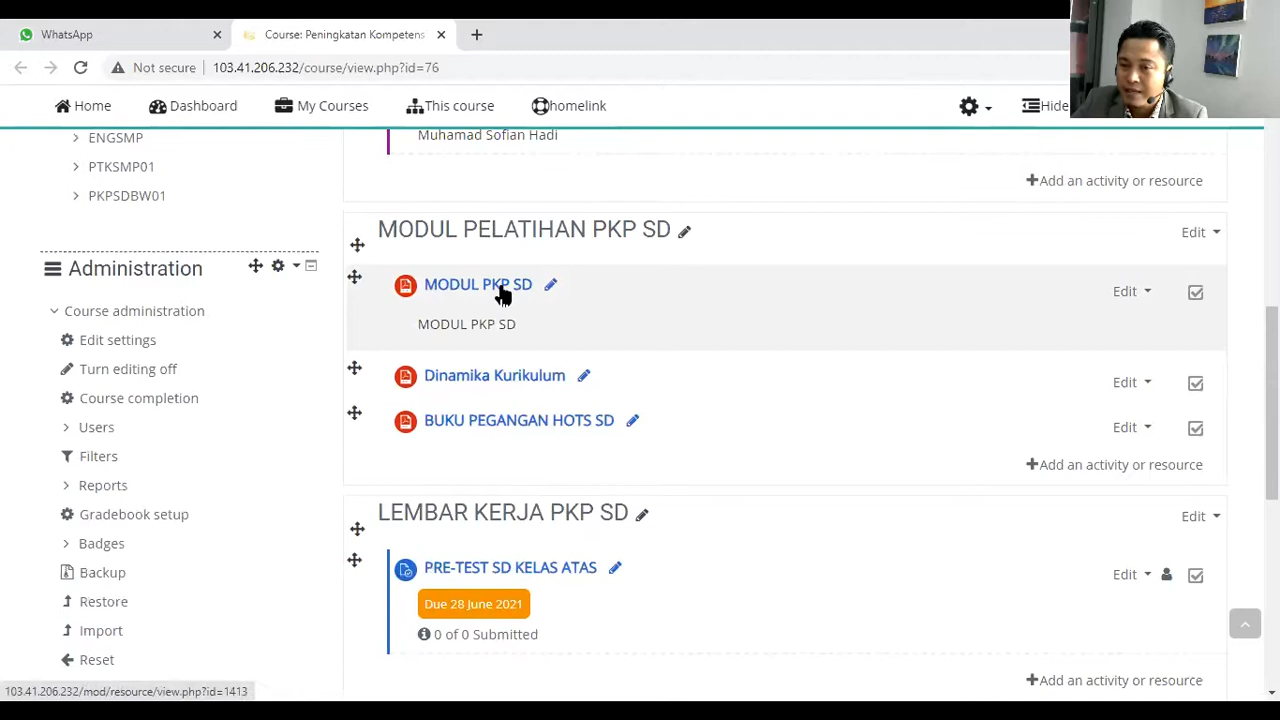 WhatsApp
Course: Peningkatan Kompetens
Not secure 103.41.206.232/course/view.php?id=76
Home Dashboard My Courses This course homelink Hide
ENGSMP
PTKSMP01
PKPSDBW01
Administration
Course administration
Edit settings
Turn editing off
Course completion
Users
Filters
Reports
Gradebook setup
Badges
Backup
Restore
Import
Reset
Muhamad Sofian Hadi
Add an activity or resource
MODUL PELATIHAN PKP SD Edit
MODUL PKP SD Edit
MODUL PKP SD
Dinamika Kurikulum Edit
BUKU PEGANGAN HOTS SD Edit
Add an activity or resource
LEMBAR KERJA PKP SD Edit
PRE-TEST SD KELAS ATAS Edit
Due 28 June 2021
0 of 0 Submitted
Add an activity or resource
103.41.206.232/mod/resource/view.php?id=1413